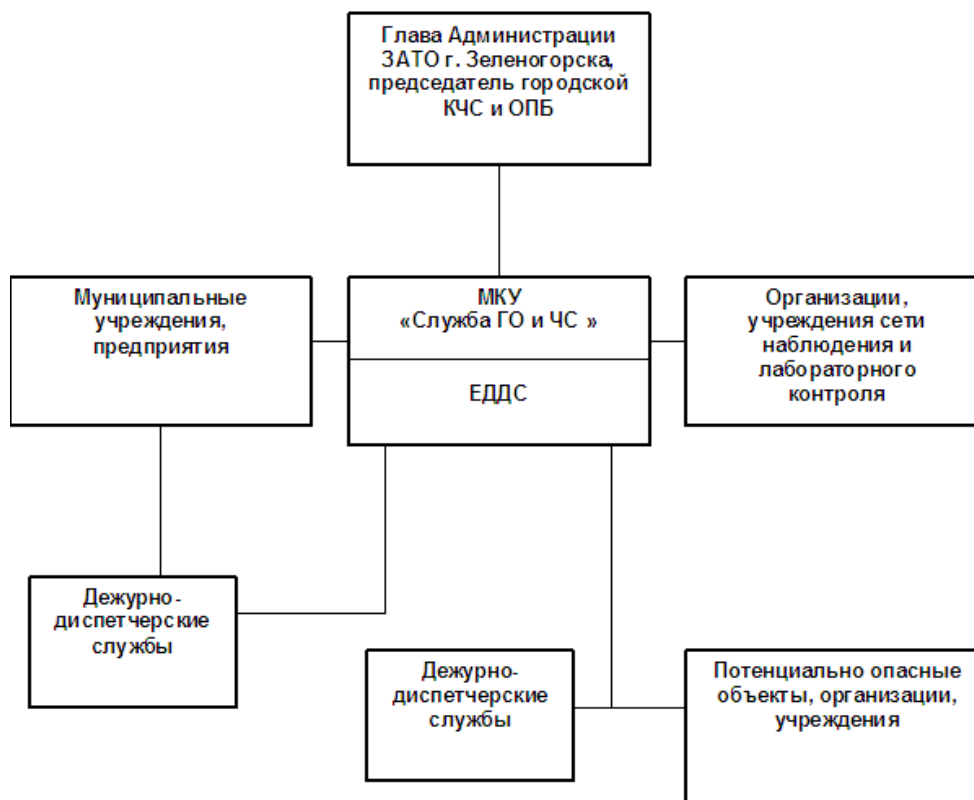 Глава Администрации
ЗАТО г. Зеленогорска,
председатель городской
КЧС и ОПБ
Муниципальные
учреждения,
предприятия
МКУ
«Служба ГО и ЧС »
ЕДДС
Организации,
учреждения сети
наблюдения и
лабораторного
контроля
Дежурно-
диспетчерские
службы
Дежурно-
диспетчерские
службы
Потенциально опасные
объекты, организации,
учреждения